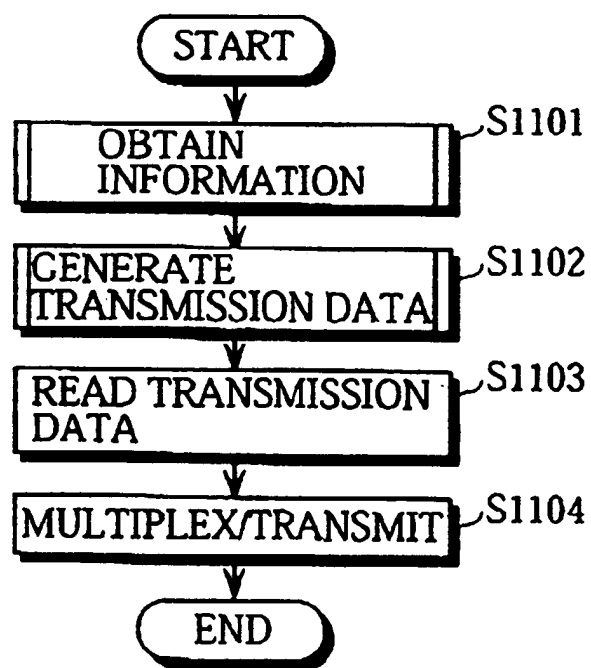 START
S1101
OBTAIN
INFORMATION
S1102
GENERATE
TRANSMISSION DATA
S1103
READ TRANSMISSION
DATA
S1104
MULTIPLEX/TRANSMIT
END